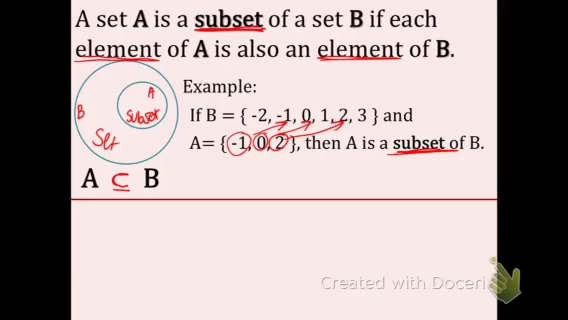 A set A is a subset of a set B if each
element of A is also an element of B.
Example:
A
B
subset
Set
If B = { -2, -1, 0, 1, 2, 3 } and
A= { -1, 0, 2 }, then A is a subset of B.
A ⊆ B
Created with Doceri